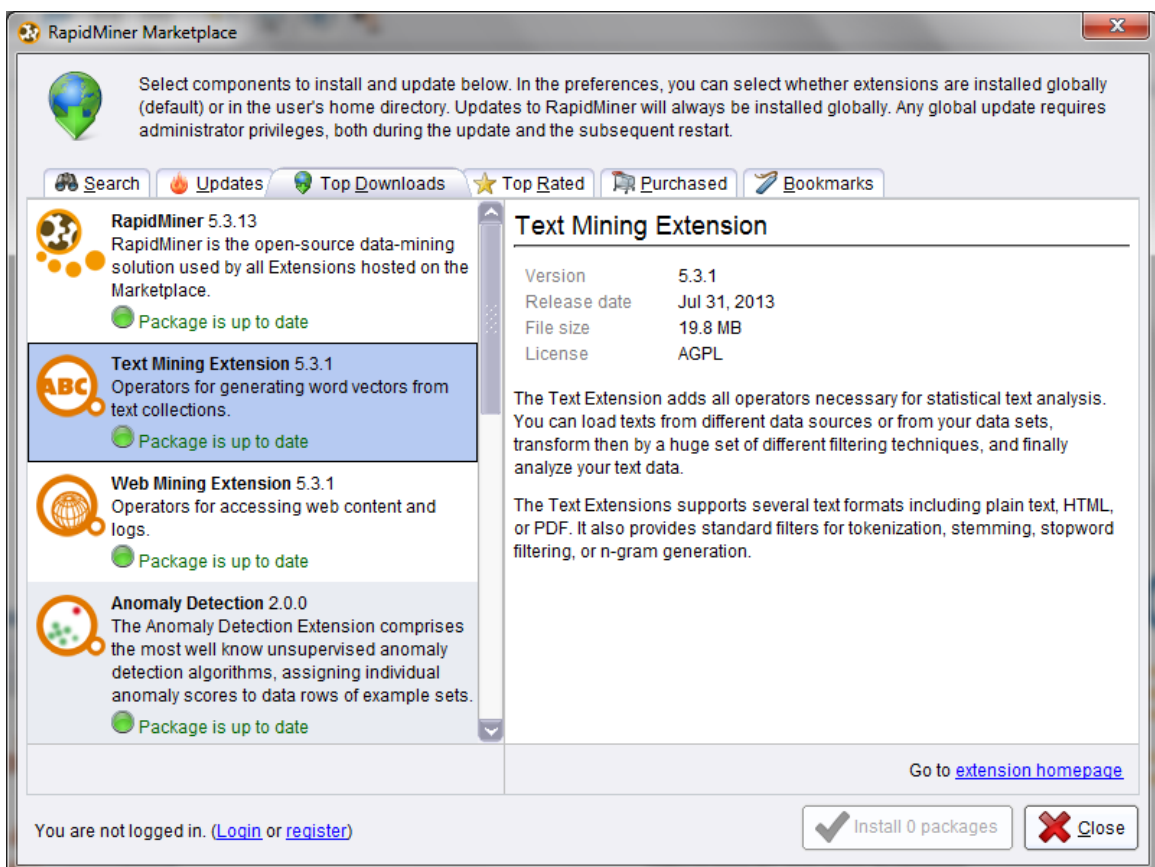 RapidMiner Marketplace
Select components to install and update below. In the preferences, you can select whether extensions are installed globally
(default) or in the user's home directory. Updates to RapidMiner will always be installed globally. Any global update requires
administrator privileges, both during the update and the subsequent restart.
Search Updates Top Downloads Top Rated Purchased Bookmarks
RapidMiner 5.3.13
RapidMiner is the open-source data-mining
solution used by all Extensions hosted on the
Marketplace.
Package is up to date
ABC
Text Mining Extension 5.3.1
Operators for generating word vectors from
text collections.
Package is up to date
Web Mining Extension 5.3.1
Operators for accessing web content and
logs.
Package is up to date
Anomaly Detection 2.0.0
The Anomaly Detection Extension comprises
the most well know unsupervised anomaly
detection algorithms, assigning individual
anomaly scores to data rows of example sets.
Package is up to date
Text Mining Extension
Version 5.3.1
Release date Jul 31, 2013
File size 19.8 MB
License AGPL
The Text Extension adds all operators necessary for statistical text analysis.
You can load texts from different data sources or from your data sets,
transform then by a huge set of different filtering techniques, and finally
analyze your text data.
The Text Extensions supports several text formats including plain text, HTML,
or PDF. It also provides standard filters for tokenization, stemming, stopword
filtering, or n-gram generation.
Go to extension homepage
You are not logged in. (Login or register)
Install 0 packages
Close